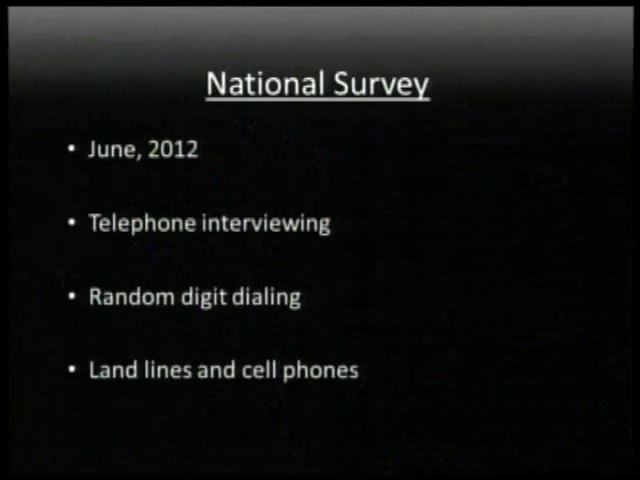 National Survey
• June, 2012
• Telephone interviewing
• Random digit dialing
• Land lines and cell phones